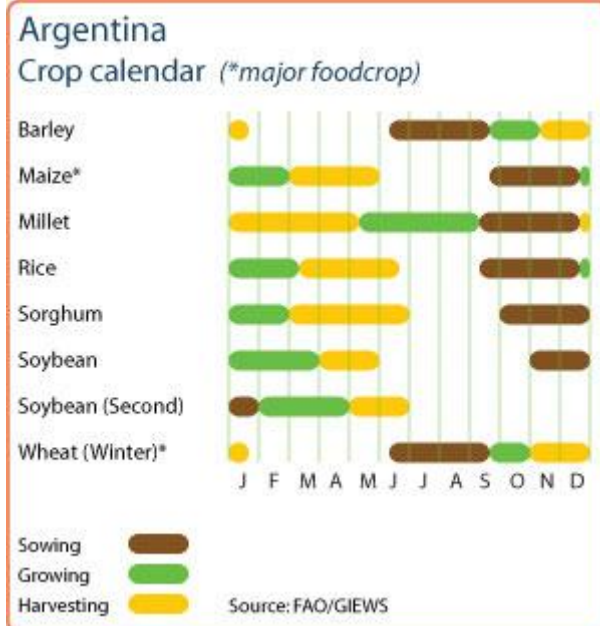 Argentina
Crop calendar (*major foodcrop)
Barley
Maize*
Millet
Rice
Sorghum
Soybean
Soybean (Second)
Wheat (Winter)*
J F M A M J J A S O N D
Sowing
Growing
Harvesting
Source: FAO/GIEWS